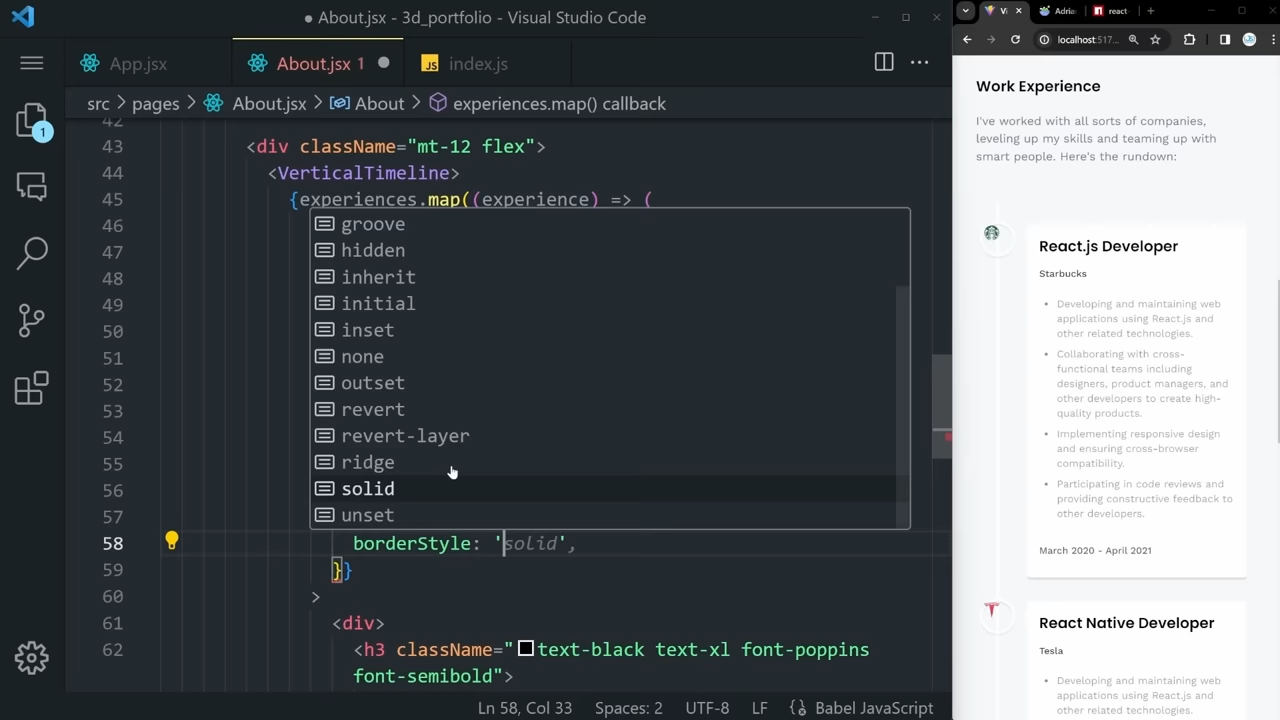 ● About.jsx - 3d_portfolio - Visual Studio Code
App.jsx
About.jsx 1
JS index.js
src > pages > About.jsx > About > experiences.map() callback
1
42
43 <div className="mt-12 flex">
44 <VerticalTimeline>
45 {experiences.map((experience) => (
46 groove
47 hidden
48 inherit
49 initial
50 inset
51 none
52 outset
53 revert
54 revert-layer
55 ridge
56 solid
57 unset
58 borderStyle: 'solid',
59 }}
60 >
61 <div>
62 <h3 className="text-black text-xl font-poppins
font-semibold">
Ln 58, Col 33 Spaces: 2 UTF-8 LF Babel JavaScript
Vi
Adria
n react
localhost:517...
Work Experience
I've worked with all sorts of companies,
leveling up my skills and teaming up with
smart people. Here's the rundown:
React.js Developer
Starbucks
• Developing and maintaining web
applications using React.js and
other related technologies.
• Collaborating with cross-
functional teams including
designers, product managers, and
other developers to create high-
quality products.
• Implementing responsive design
and ensuring cross-browser
compatibility.
• Participating in code reviews and
providing constructive feedback to
other developers.
March 2020 - April 2021
React Native Developer
Tesla
• Developing and maintaining web
applications using React.js and
other related technologies.